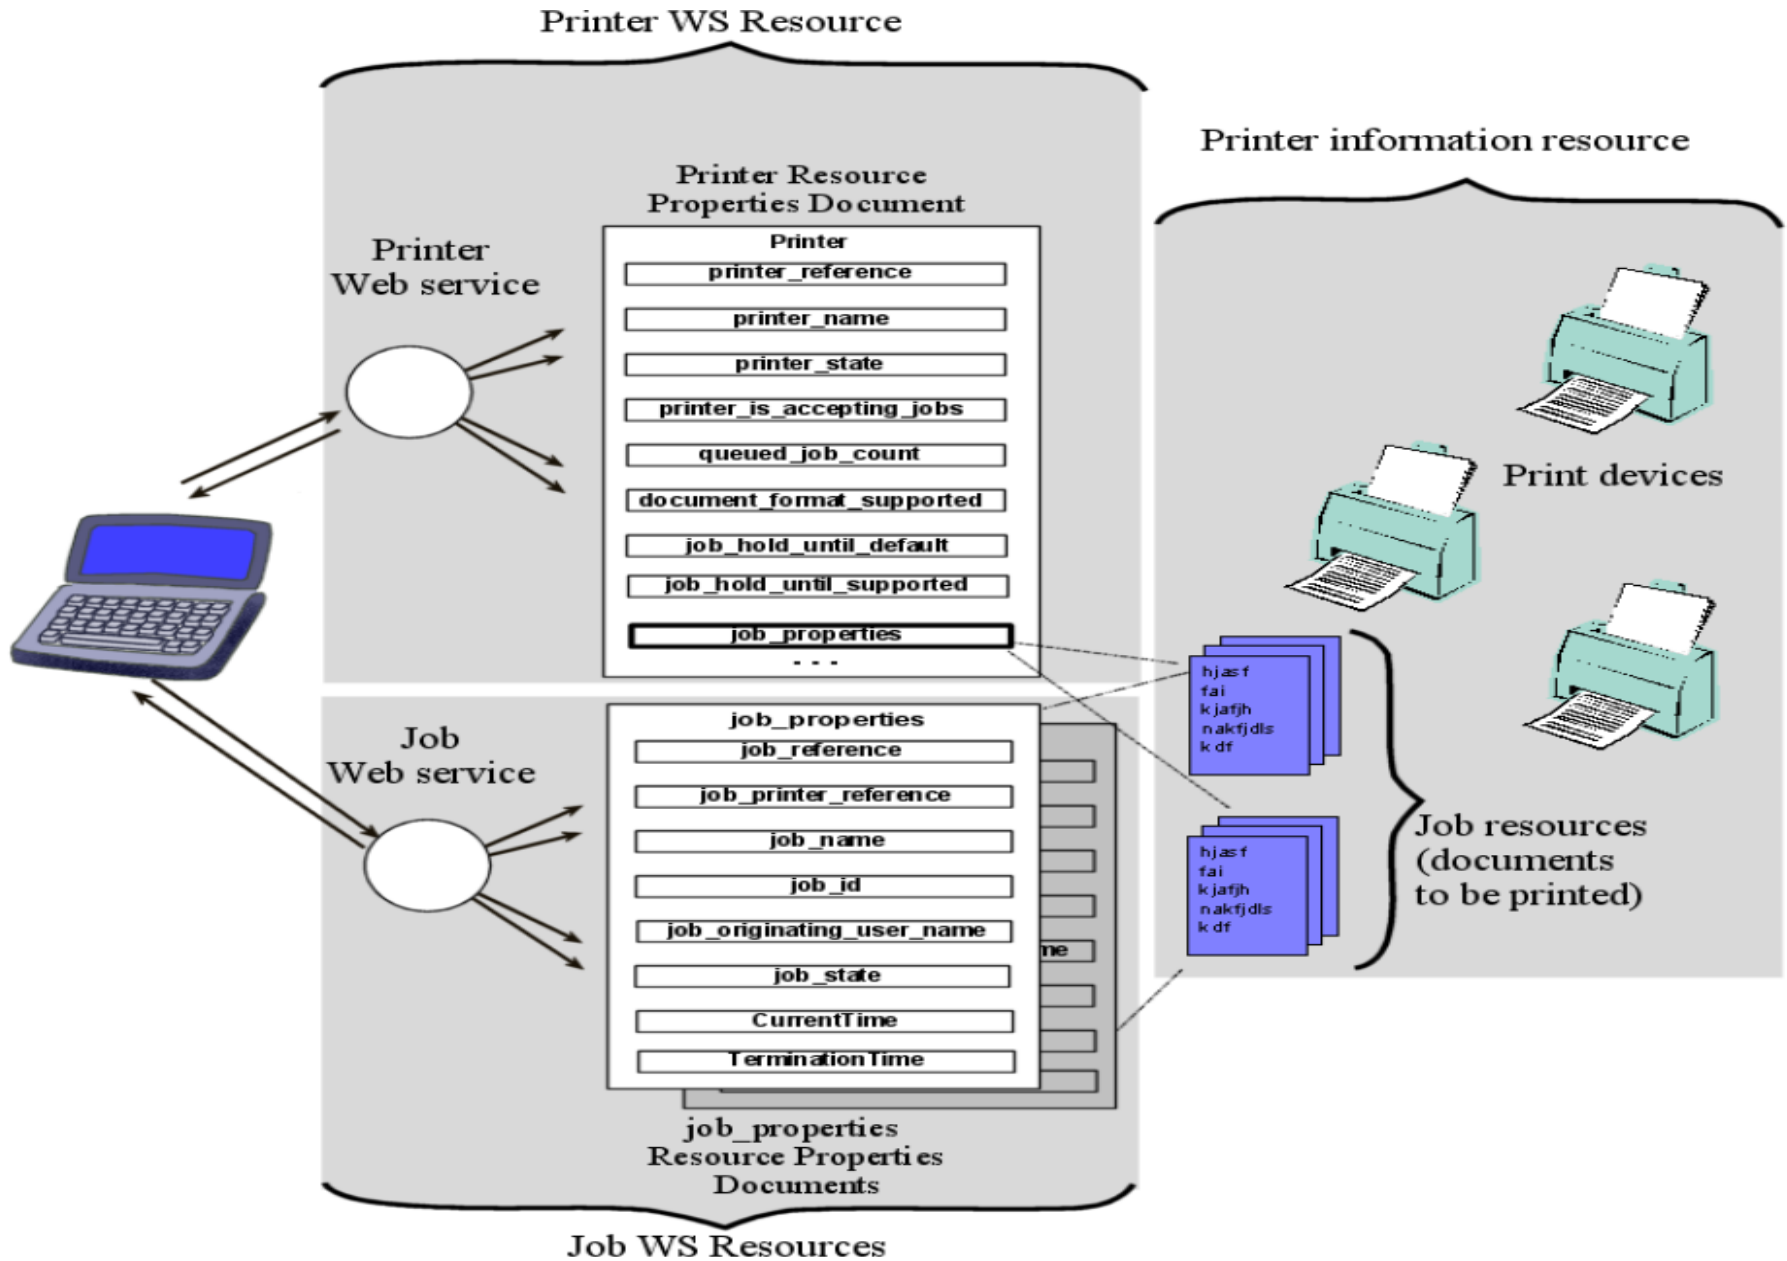 Printer WS Resource
Printer information resource
Printer Resource
Properties Document
Printer
Web service
Printer
printer_reference
printer_name
printer_state
printer_is_accepting_jobs
queued_job_count
document_format_supported
job_hold_until_default
job_hold_until_supported
job_properties
...
Print devices
hjasf
fai
kjafjh
nakfjdls
kdf
Job
Web service
job_properties
job_reference
job_printer_reference
job_name
job_id
job_originating_user_name
job_state
CurrentTime
TerminationTime
me
hjasf
fai
kjafjh
nakfjdls
kdf
Job resources
(documents
to be printed)
job_properties
Resource Properties
Documents
Job WS Resources